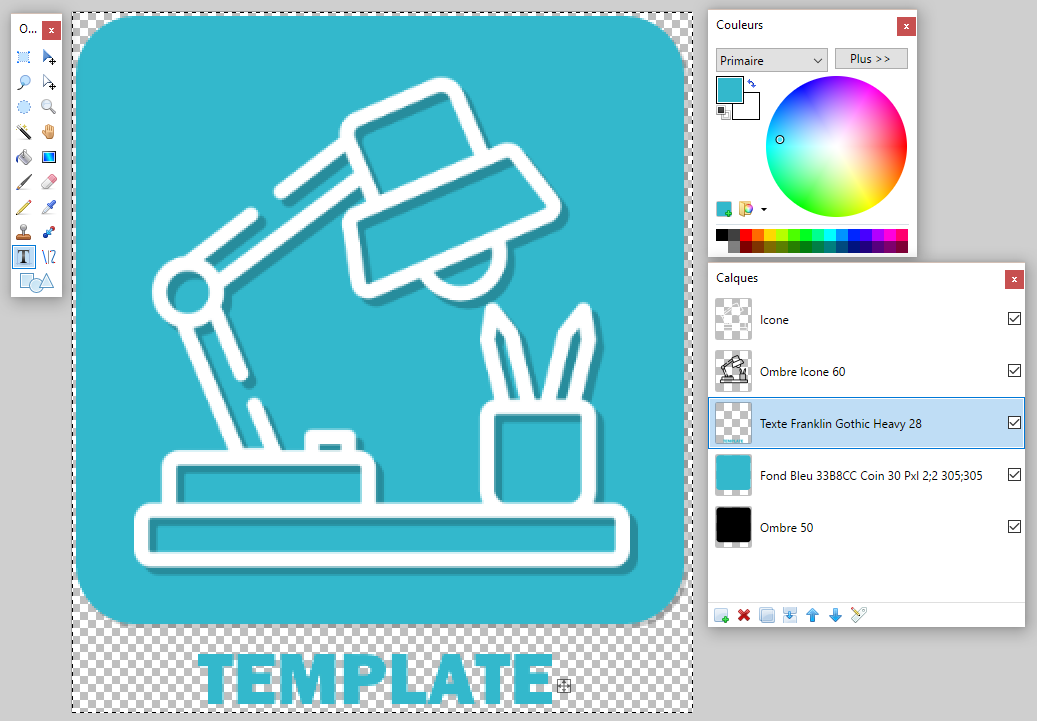 O...
Couleurs
Primaire
Plus >>
Calques
Icone
Ombre Icone 60
Texte Franklin Gothic Heavy 28
Fond Bleu 33B8CC Coin 30 Pxl 2;2 305;305
Ombre 50
TEMPLATE